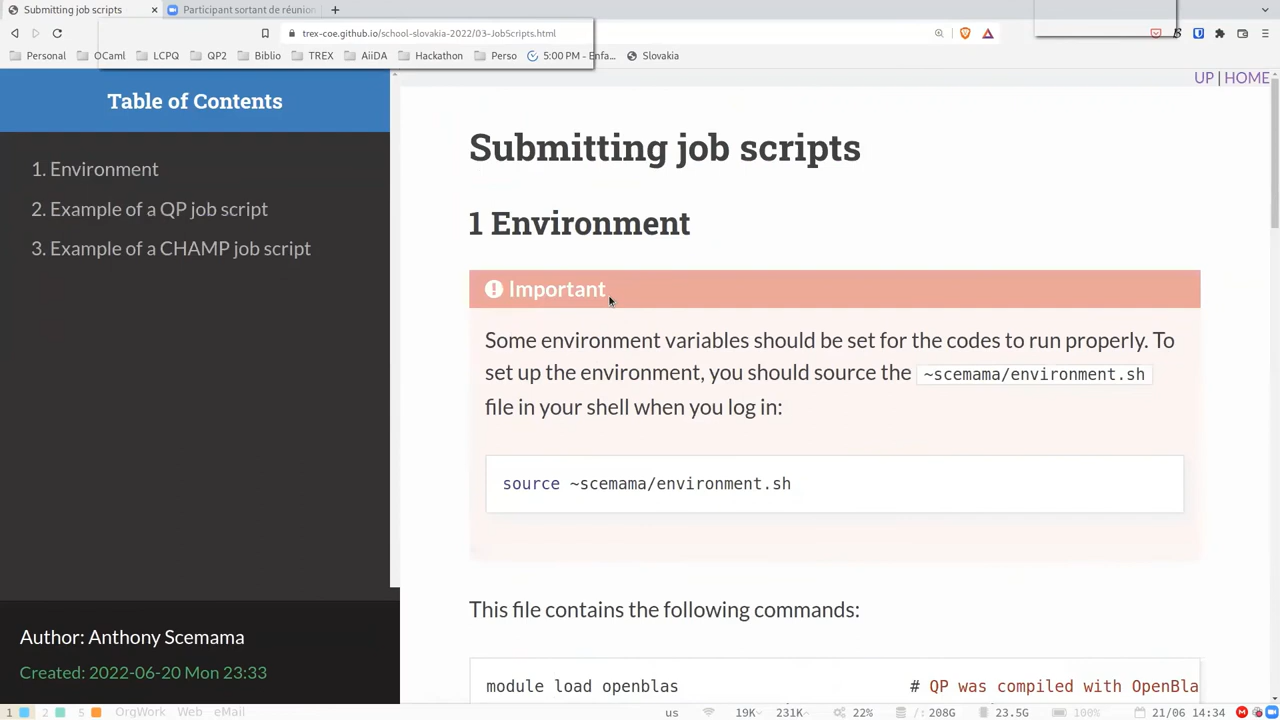 Submitting job scripts
Participant sortant de réunion
trex-coe.github.io/school-slovakia-2022/03-JobScripts.html
Personal OCaml LCPQ QP2 Biblio TREX AiiDA Hackathon Perso 5:00 PM - Enfa... Slovakia
UP | HOME
Table of Contents
1. Environment
2. Example of a QP job script
3. Example of a CHAMP job script
Author: Anthony Scemama
Created: 2022-06-20 Mon 23:33
Submitting job scripts
1 Environment
Important
Some environment variables should be set for the codes to run properly. To
set up the environment, you should source the ~scemama/environment.sh
file in your shell when you log in:
source ~scemama/environment.sh
This file contains the following commands:
module load openblas # QP was compiled with OpenBla
1 2 5 OrgWork Web eMail us 19K 231K 22% /: 208G 23.5G 100% 21/06 14:34